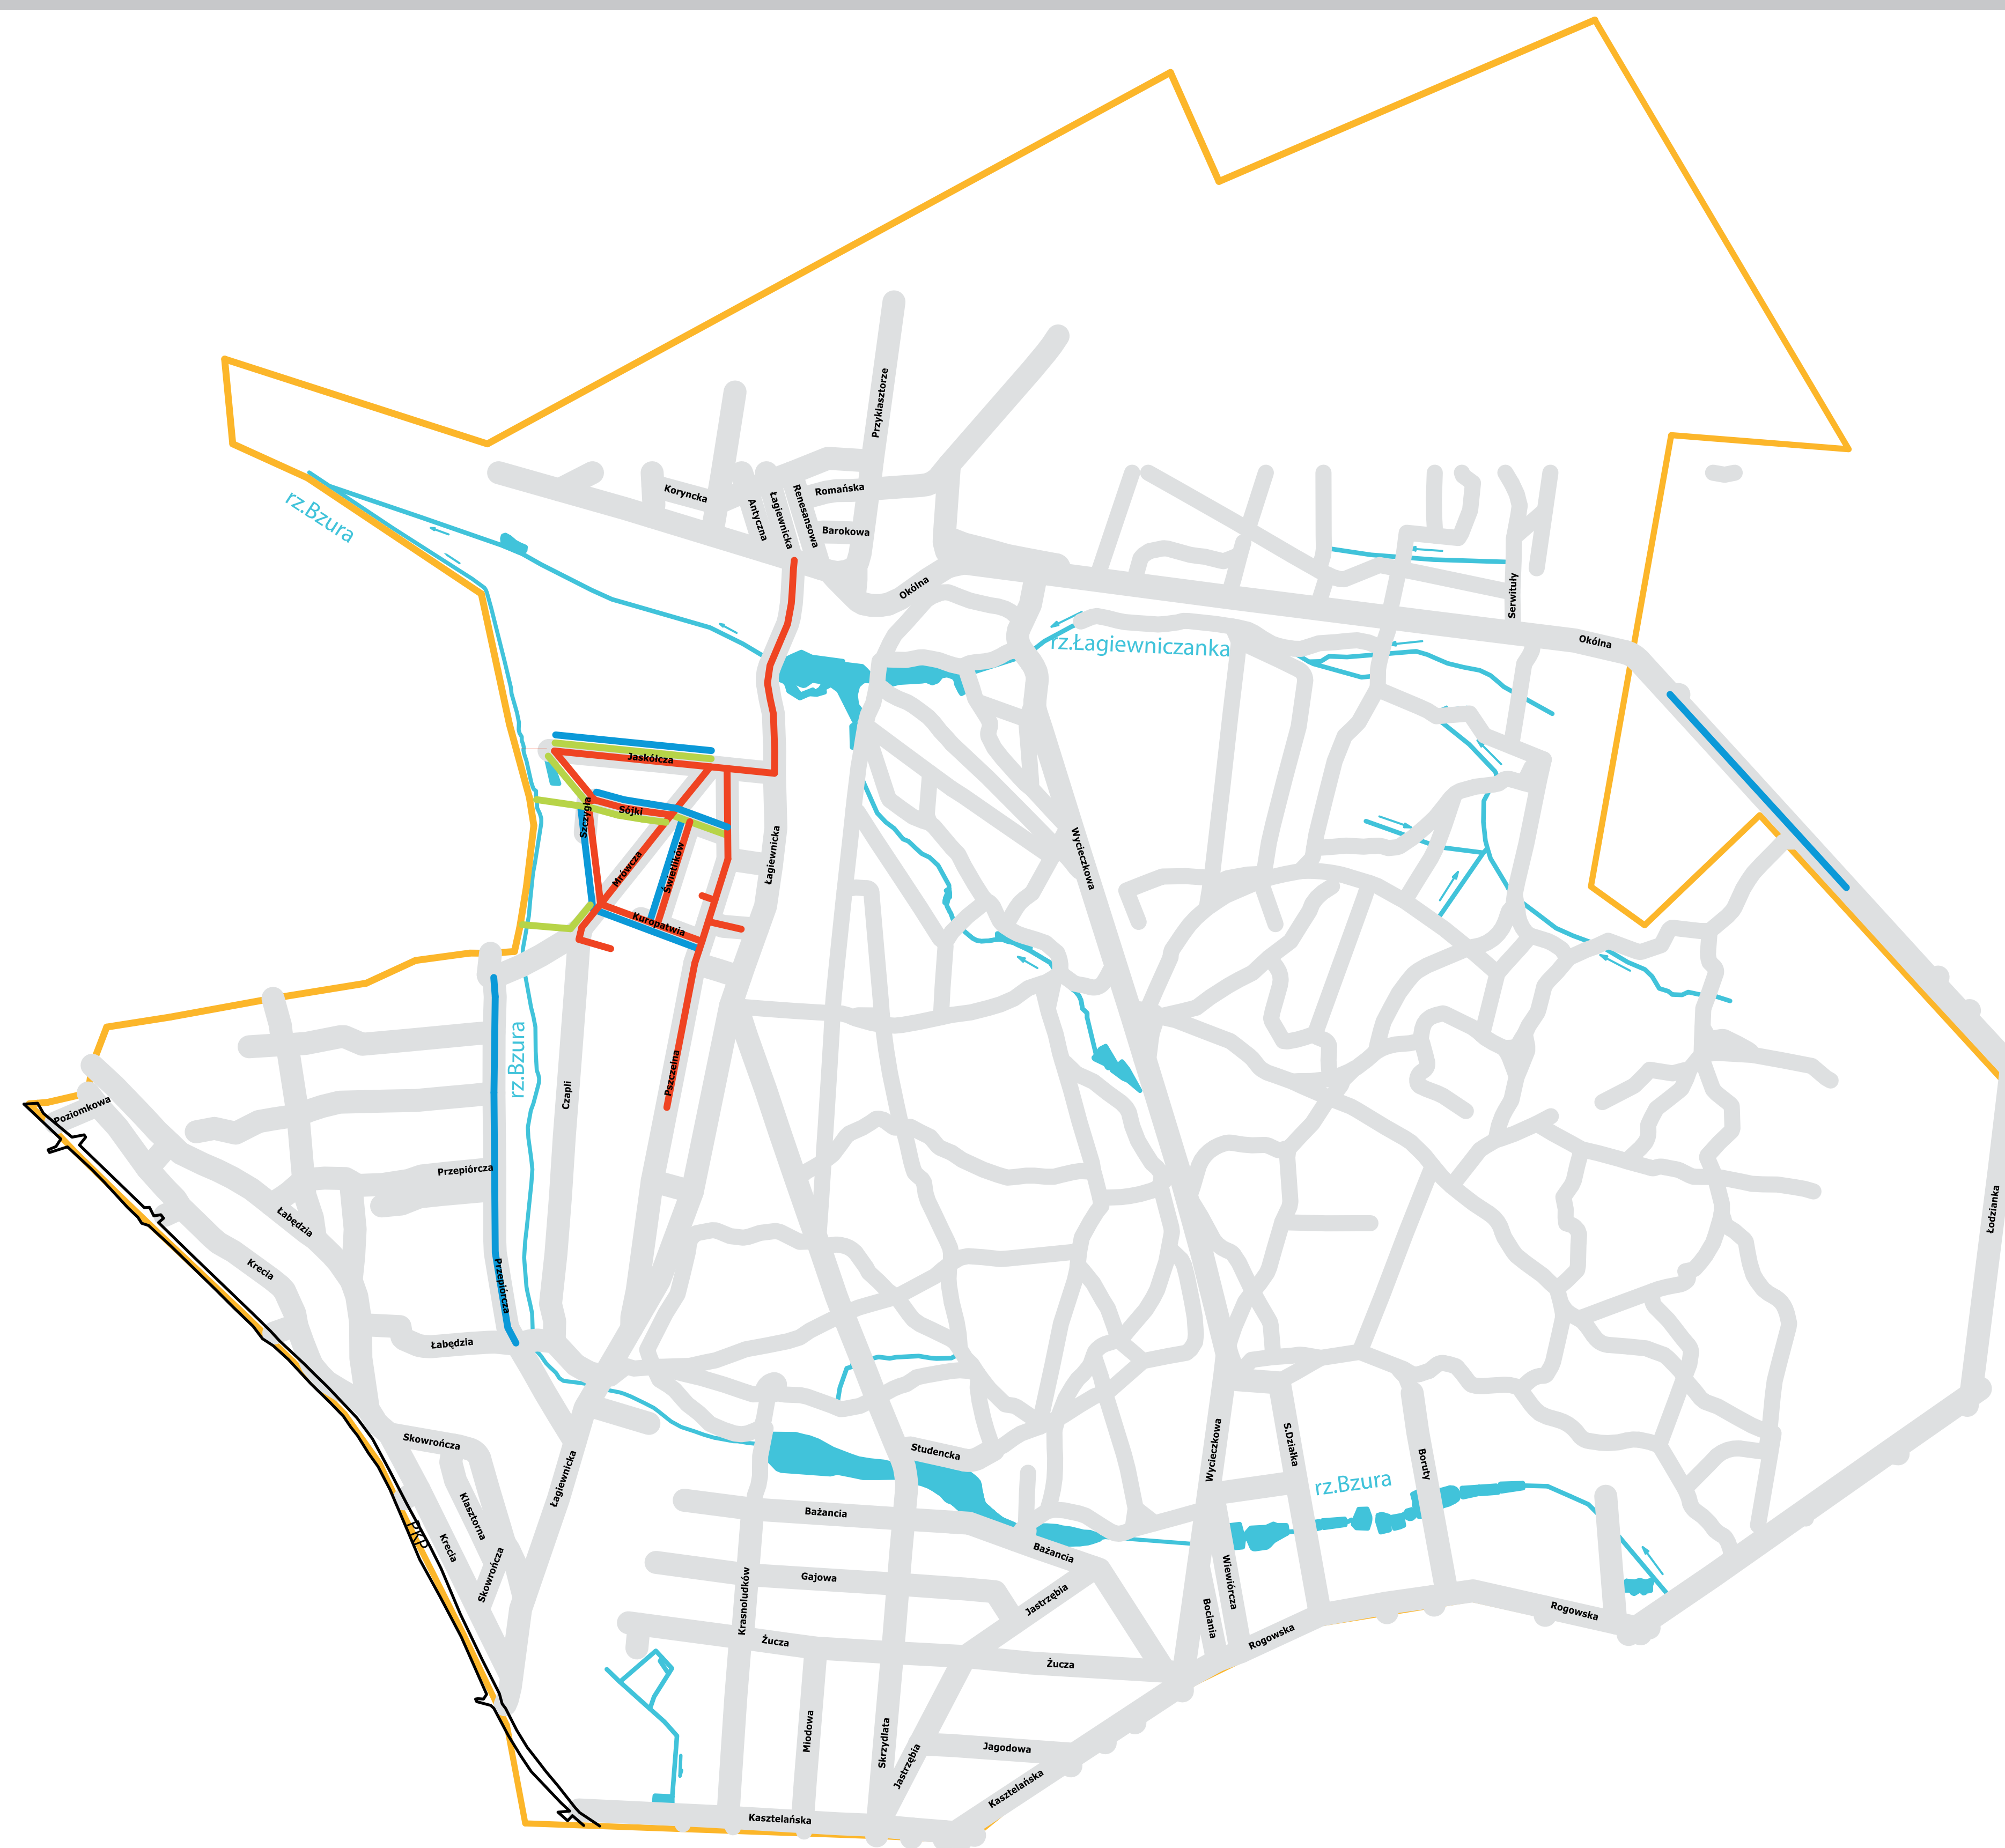 Przyklasztorze
Koryncka
Romańska
Antyczna
Łagiewnicka
Renesansowa
Barokowa
rz.Bzura
Okólna
Serwituły
Okólna
rz.Łagiewniczanka
Jaskółcza
Sójki
Szczygla
Mrówcza
Świetlików
Kuropatwia
Łagiewnicka
Wycieczkowa
rz.Bzura
Pszczelna
Czapli
Poziomkowa
Przepiórcza
Łabędzia
Łodzianka
Krecia
Przepiórcza
Łabędzia
Skowrończa
Studencka
Wycieczkowa
S.Działka
Boruty
Łagiewnicka
rz.Bzura
Klasztorna
Bażancia
PKP
Krecia
Bażancia
Skowrończa
Gajowa
Wiewiórcza
Krasnoludków
Jastrzębia
Bociania
Rogowska
Rogowska
Żucza
Żucza
Miodowa
Skrzydlata
Jastrzębia
Jagodowa
Kasztelańska
Kasztelańska